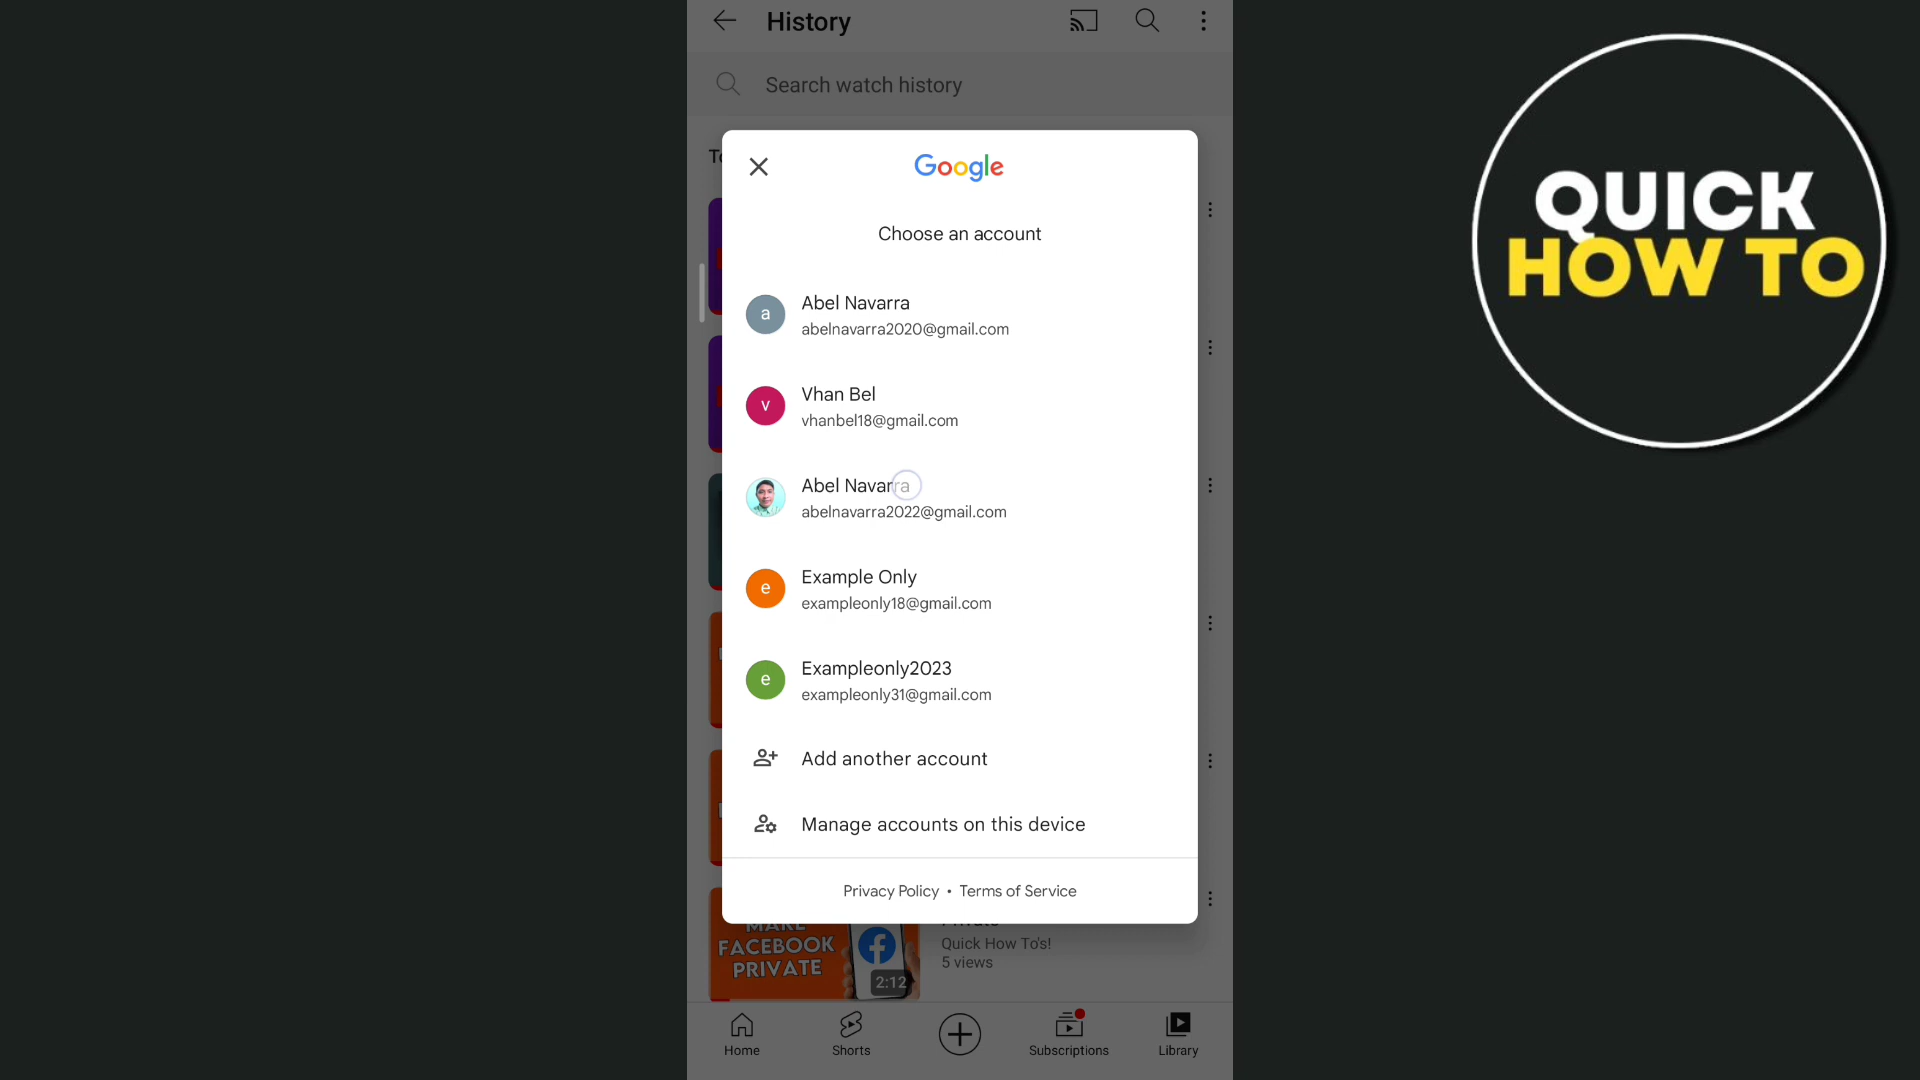 History
Search watch history
Google
Choose an account
a
Abel Navarra
abelnavarra2020@gmail.com
v
Vhan Bel
vhanbel18@gmail.com
Abel Navarra
abelnavarra2022@gmail.com
e
Example Only
exampleonly18@gmail.com
e
Exampleonly2023
exampleonly31@gmail.com
Add another account
Manage accounts on this device
Privacy Policy • Terms of Service
MAKE
FACEBOOK
PRIVATE
2:12
Private
Quick How To's!
5 views
Home
Shorts
Subscriptions
Library
QUICK
HOW TO